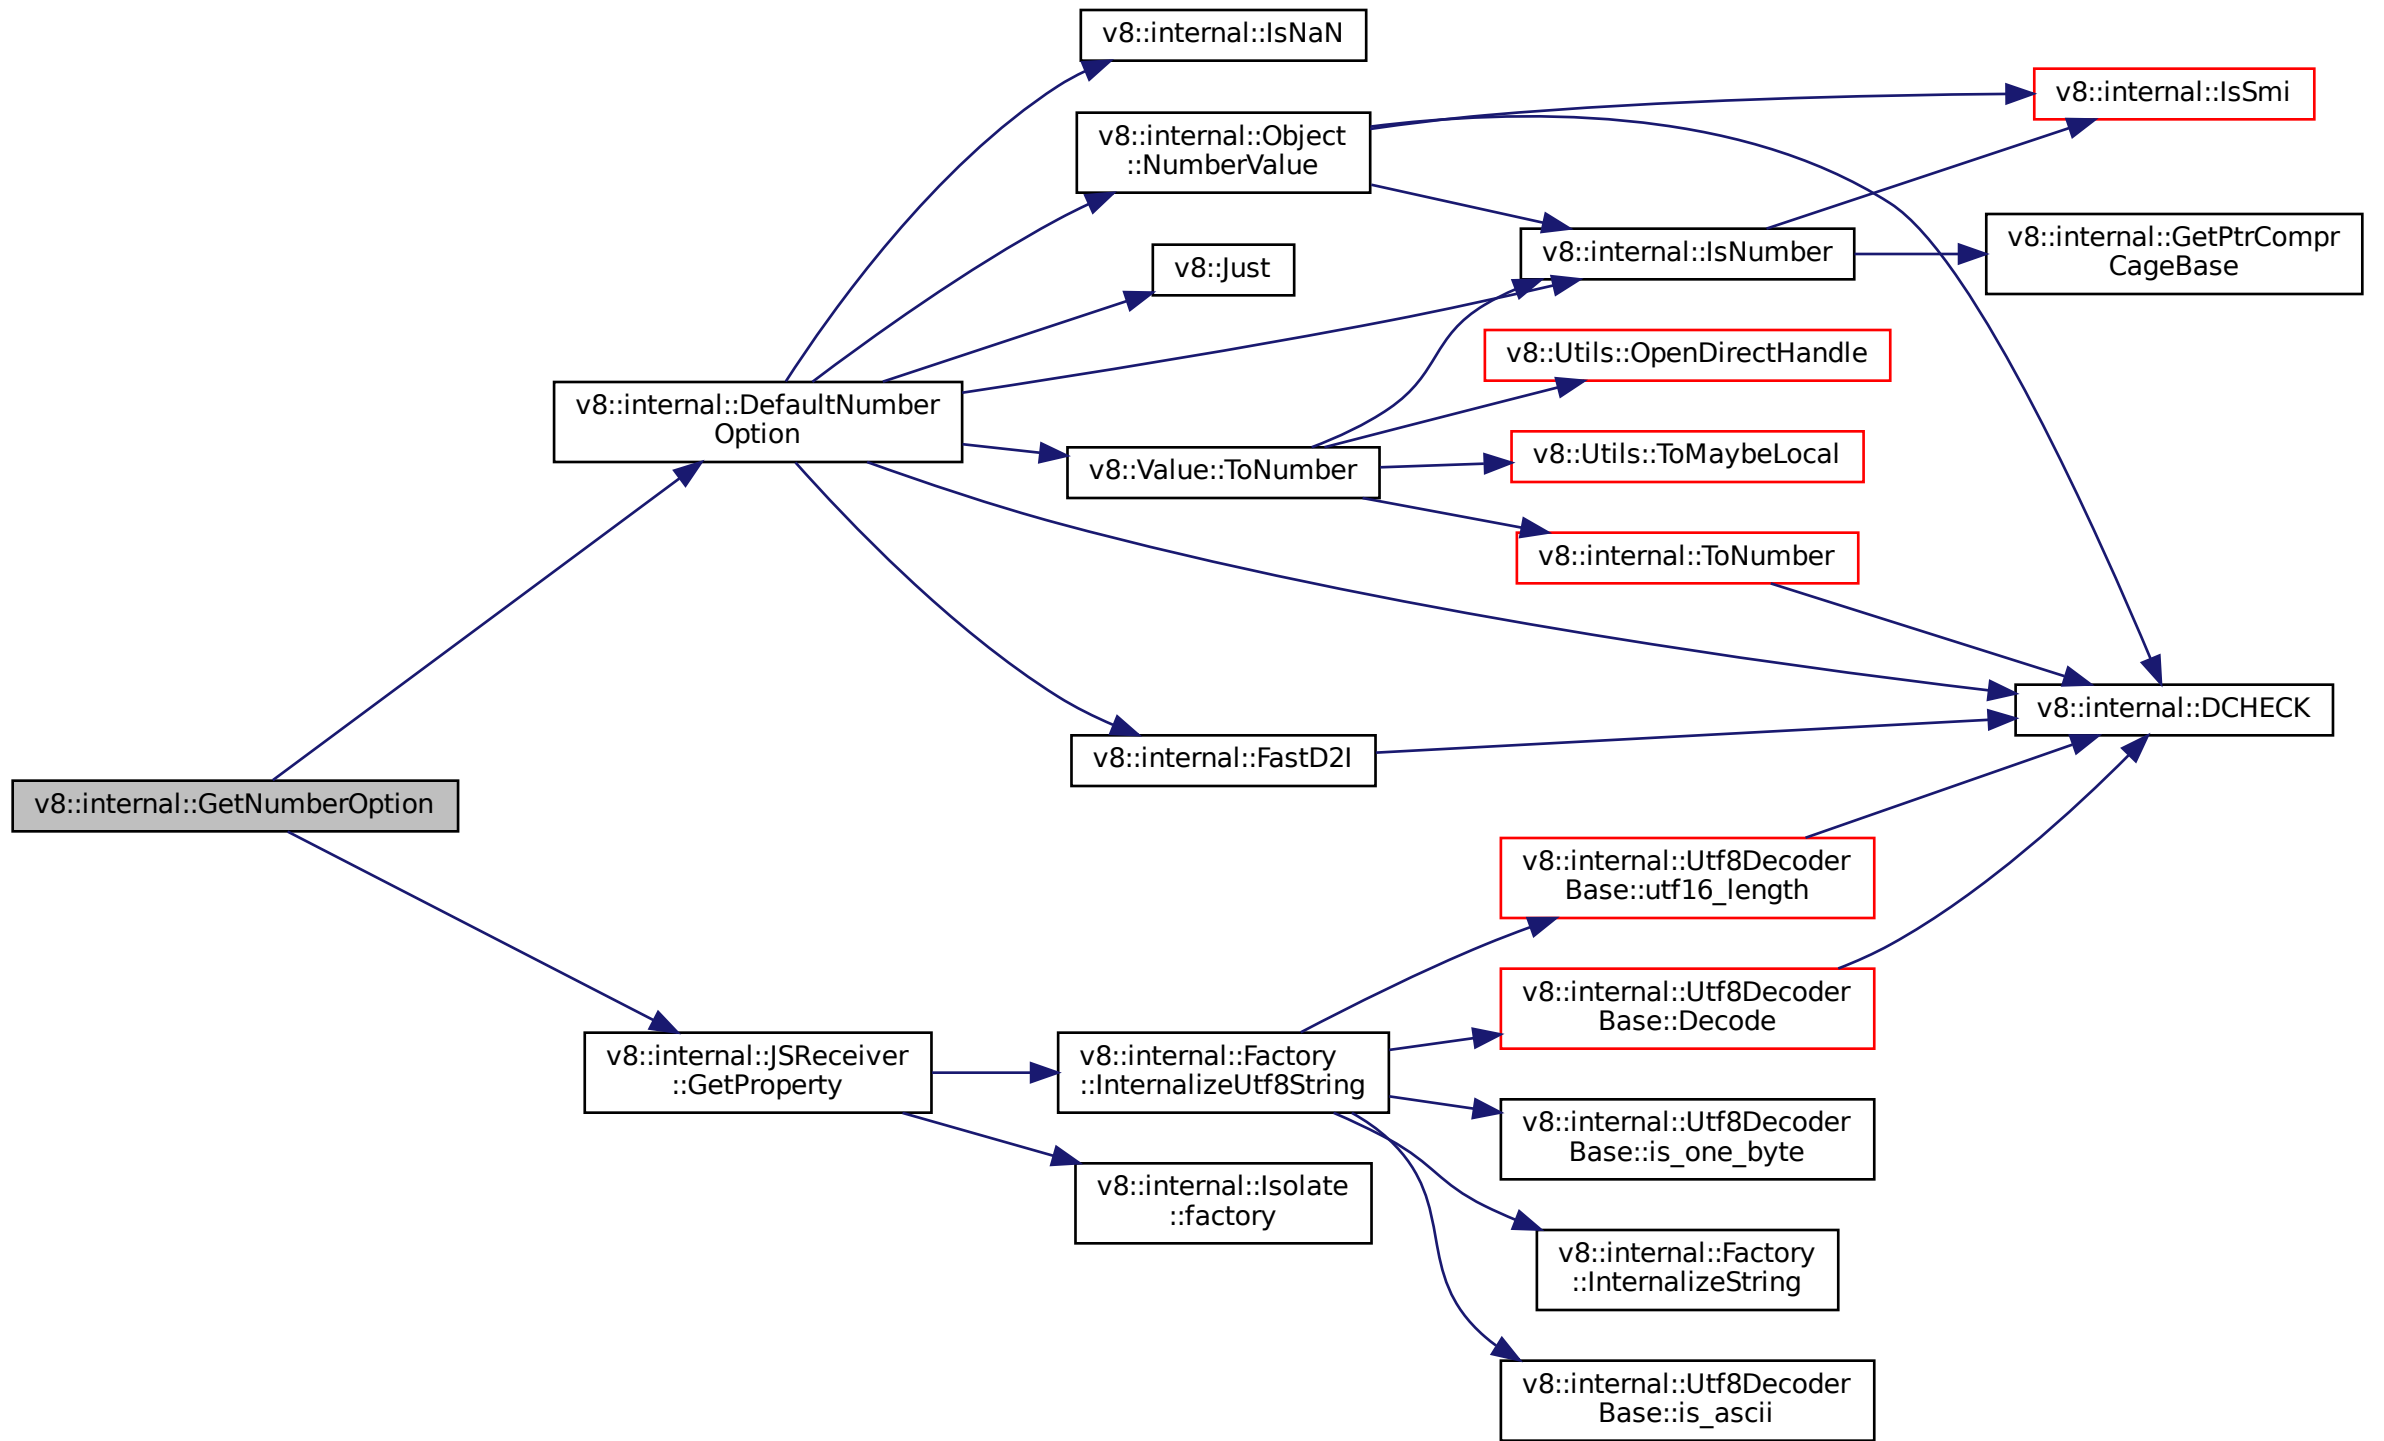 v8::internal::GetNumberOption
v8::internal::DefaultNumber
Option
v8::internal::JSReceiver
::GetProperty
v8::internal::IsNaN
v8::internal::Object
::NumberValue
v8::Just
v8::Value::ToNumber
v8::internal::FastD2I
v8::internal::Factory
::InternalizeUtf8String
v8::internal::Isolate
::factory
v8::internal::IsNumber
v8::Utils::OpenDirectHandle
v8::Utils::ToMaybeLocal
v8::internal::ToNumber
v8::internal::Utf8Decoder
Base::utf16_length
v8::internal::Utf8Decoder
Base::Decode
v8::internal::Utf8Decoder
Base::is_one_byte
v8::internal::Factory
::InternalizeString
v8::internal::Utf8Decoder
Base::is_ascii
v8::internal::IsSmi
v8::internal::GetPtrCompr
CageBase
v8::internal::DCHECK